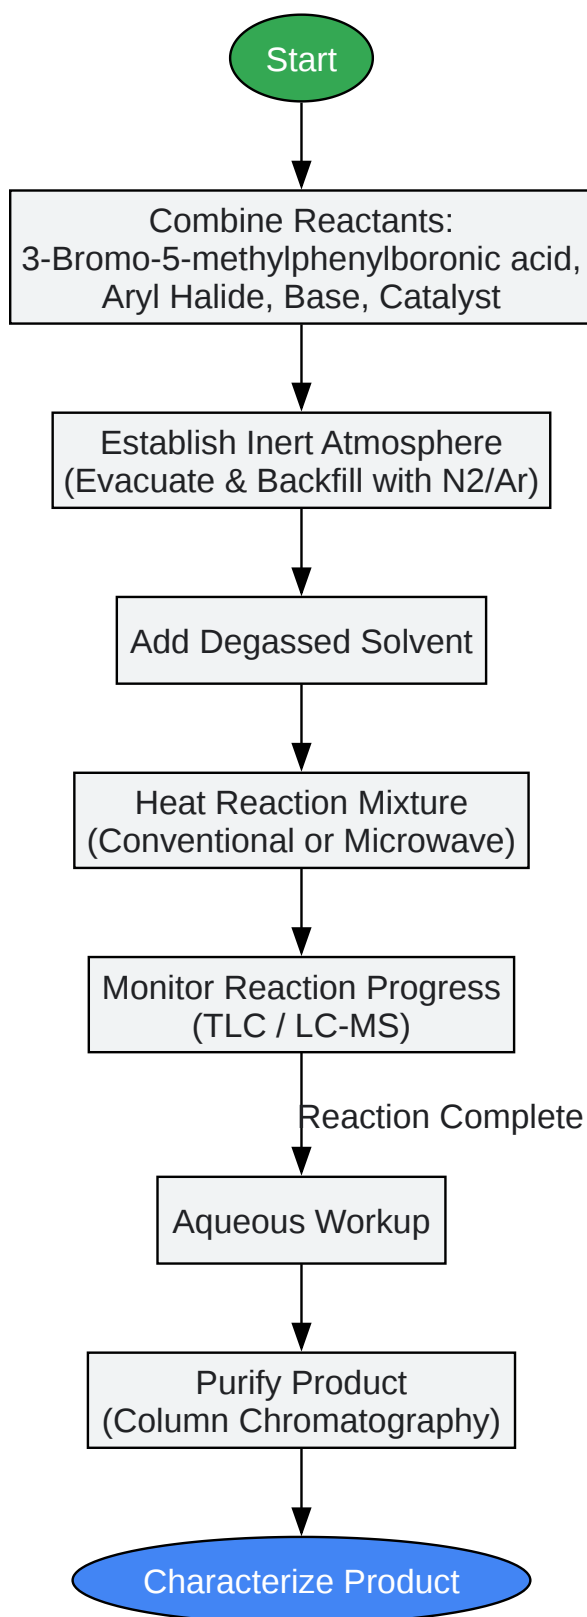 Start
Combine Reactants:
3-Bromo-5-methylphenylboronic acid,
Aryl Halide, Base, Catalyst
Establish Inert Atmosphere
(Evacuate & Backfill with N2/Ar)
Add Degassed Solvent
Heat Reaction Mixture
(Conventional or Microwave)
Monitor Reaction Progress
(TLC / LC-MS)
Reaction Complete
Aqueous Workup
Purify Product
(Column Chromatography)
Characterize Product